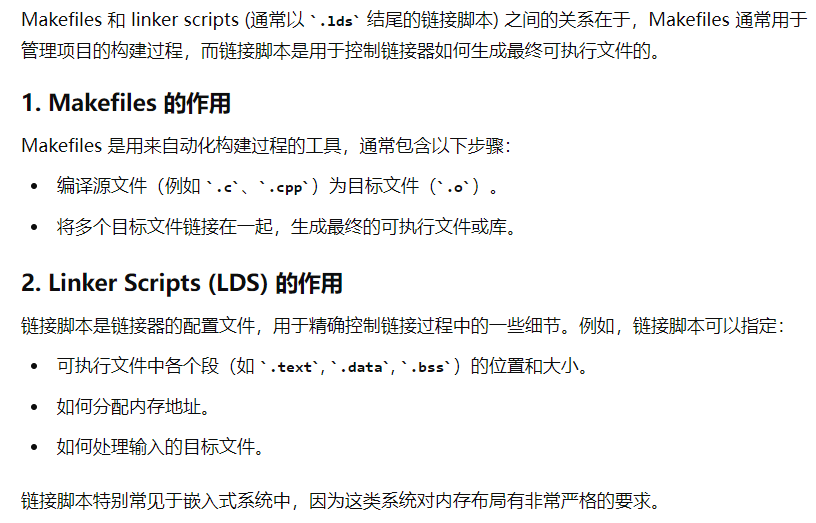 Makefiles 和 linker scripts (通常以 `.lds` 结尾的链接脚本) 之间的关系在于，Makefiles 通常用于
管理项目的构建过程，而链接脚本是用于控制链接器如何生成最终可执行文件的。
1. Makefiles 的作用
Makefiles 是用来自动化构建过程的工具，通常包含以下步骤：
• 编译源文件（例如 `.c`、`.cpp`）为目标文件（`.o`）。
• 将多个目标文件链接在一起，生成最终的可执行文件或库。
2. Linker Scripts (LDS) 的作用
链接脚本是链接器的配置文件，用于精确控制链接过程中的一些细节。例如，链接脚本可以指定：
• 可执行文件中各个段（如 `.text`, `.data`, `.bss`）的位置和大小。
• 如何分配内存地址。
• 如何处理输入的目标文件。
链接脚本特别常见于嵌入式系统中，因为这类系统对内存布局有非常严格的要求。